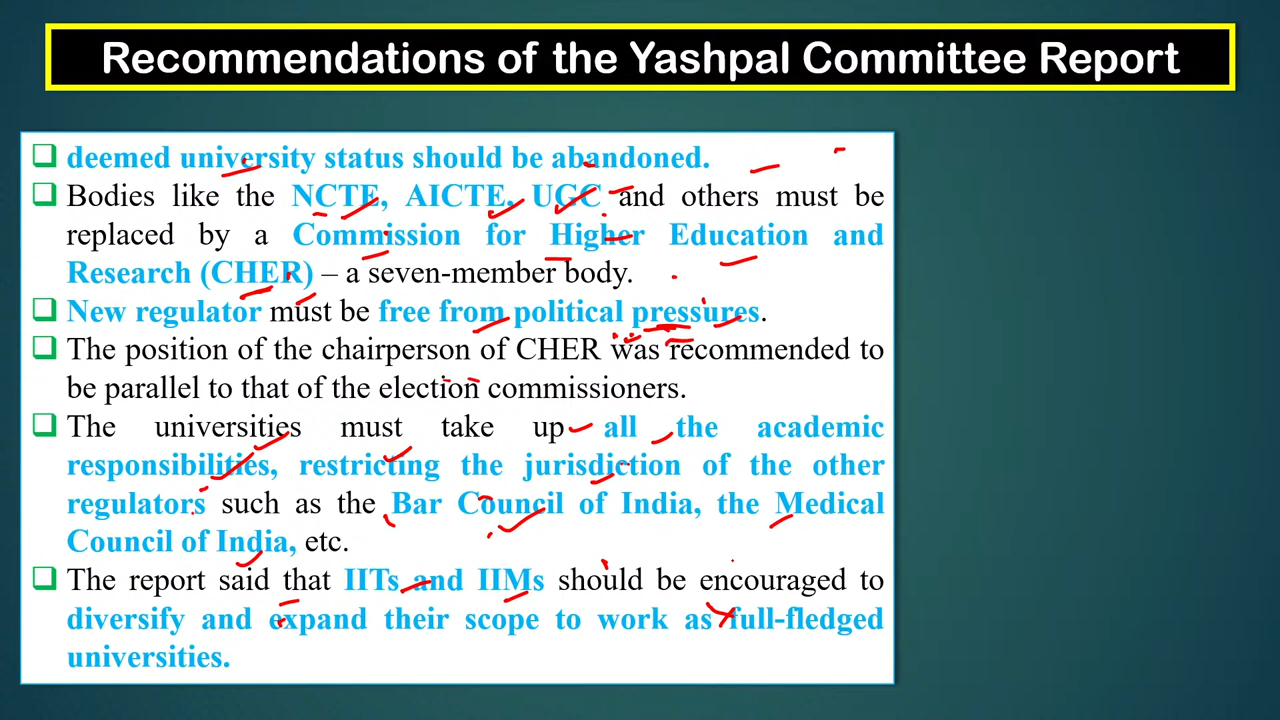 Recommendations of the Yashpal Committee Report
deemed university status should be abandoned.
Bodies like the NCTE, AICTE, UGC and others must be
replaced by a Commission for Higher Education and
Research (CHER) – a seven-member body.
New regulator must be free from political pressures.
The position of the chairperson of CHER was recommended to
be parallel to that of the election commissioners.
The universities must take up all the academic
responsibilities, restricting the jurisdiction of the other
regulators such as the Bar Council of India, the Medical
Council of India, etc.
The report said that IITs and IIMs should be encouraged to
diversify and expand their scope to work as full-fledged
universities.